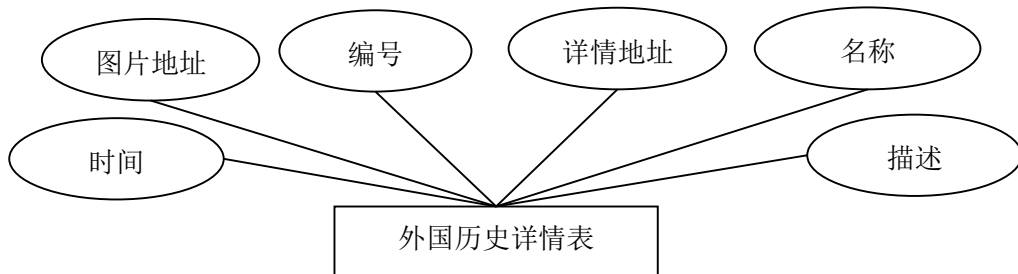 图片地址
编号
详情地址
名称
时间
描述
外国历史详情表